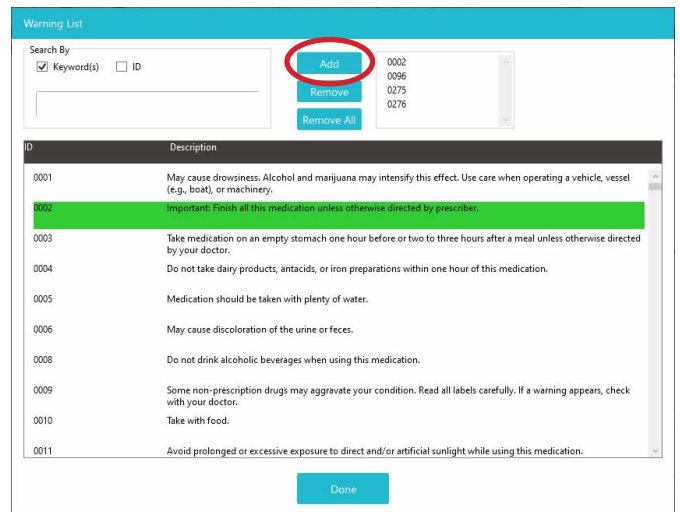 Warning List
Search By
Keyword(s) ID
Add
Remove
Remove All
0002
0096
0275
0276
ID Description
0001 May cause drowsiness. Alcohol and marijuana may intensify this effect. Use care when operating a vehicle, vessel
(e.g., boat), or machinery.
0002 Important: Finish all this medication unless otherwise directed by prescriber.
0003 Take medication on an empty stomach one hour before or two to three hours after a meal unless otherwise directed
by your doctor.
0004 Do not take dairy products, antacids, or iron preparations within one hour of this medication.
0005 Medication should be taken with plenty of water.
0006 May cause discoloration of the urine or feces.
0008 Do not drink alcoholic beverages when using this medication.
0009 Some non-prescription drugs may aggravate your condition. Read all labels carefully. If a warning appears, check
with your doctor.
0010 Take with food.
0011 Avoid prolonged or excessive exposure to direct and/or artificial sunlight while using this medication.
Done